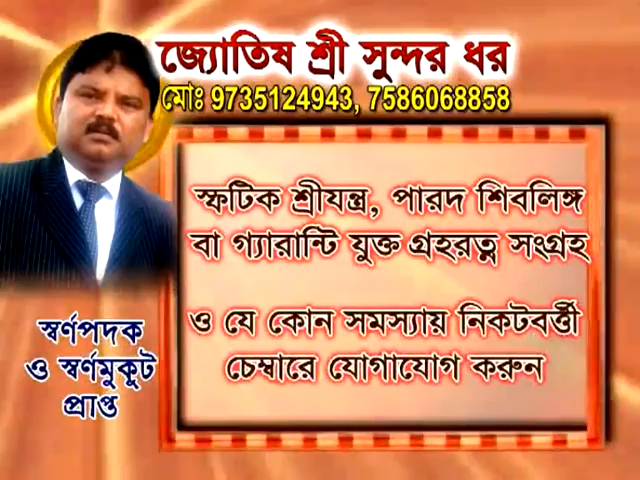 জ্যোতিষ শ্রী সুন্দর ধর
মোঃ 9735124943, 7586068858
স্ফটিক শ্রীযন্ত্র, পারদ শিবলিঙ্গ
বা গ্যারান্টি যুক্ত গ্রহরত্ন সংগ্রহ
ও যে কোন সমস্যায় নিকটবর্ত্তী
চেম্বারে যোগাযোগ করুন
স্বর্ণপদক
ও স্বর্ণমুকুট
প্রাপ্ত